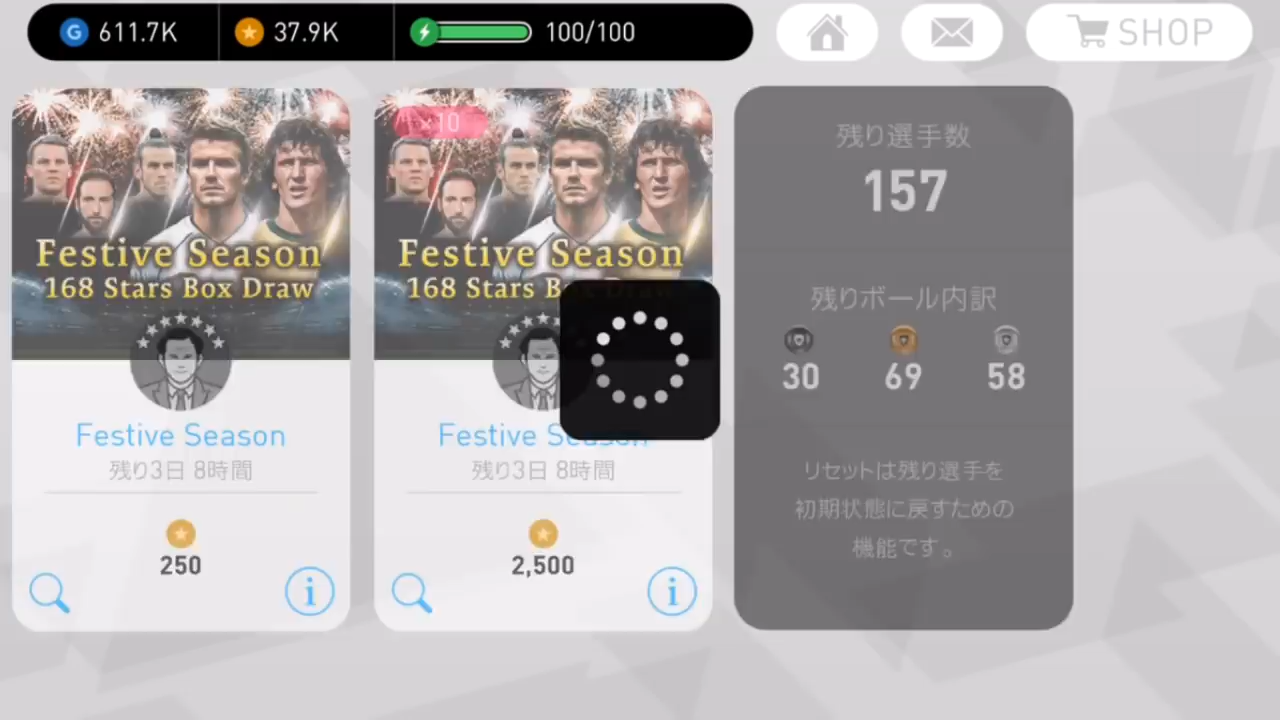 611.7K
37.9K
100/100
SHOP
Festive Season
168 Stars Box Draw
Festive Season
残り3日 8時間
250
×10
Festive Season
168 Stars Box Draw
Festive Season
残り3日 8時間
2,500
残り選手数
157
残りボール内訳
30 69 58
リセットは残り選手を
初期状態に戻すための
機能です。